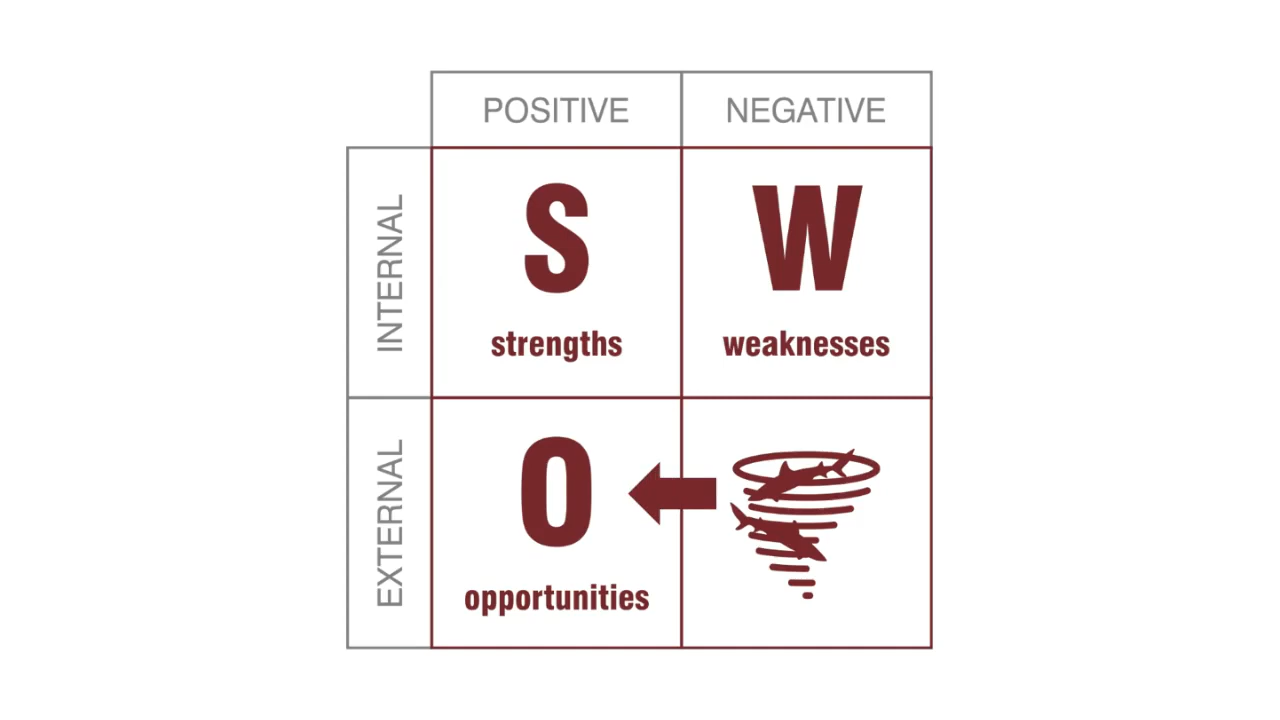 POSITIVE
NEGATIVE
INTERNAL
S
W
strengths
weaknesses
EXTERNAL
O
opportunities